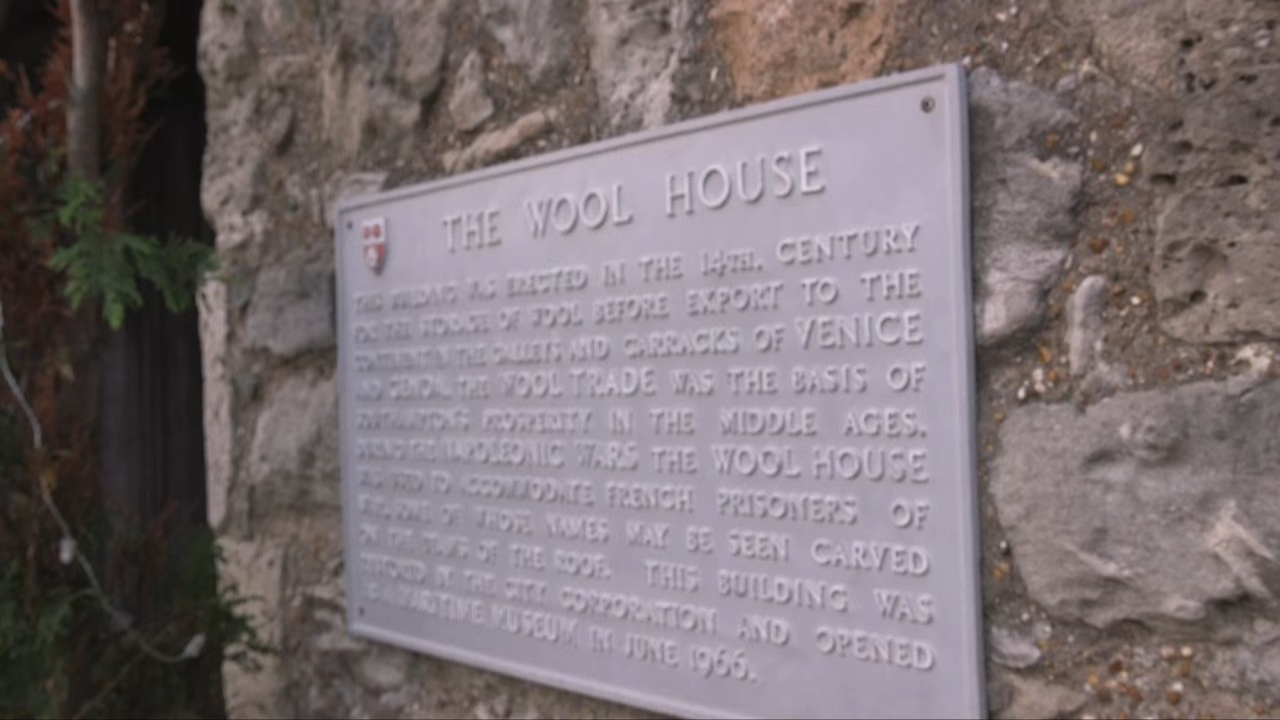 THE WOOL HOUSE
THIS BUILDING WAS ERECTED IN THE 14TH. CENTURY
FOR THE STORAGE OF WOOL BEFORE EXPORT TO THE
CONTINENT IN THE GALLEYS AND CARRACKS OF VENICE
AND GENOA. THE WOOL TRADE WAS THE BASIS OF
SOUTHAMPTON'S PROSPERITY IN THE MIDDLE AGES.
DURING THE NAPOLEONIC WARS THE WOOL HOUSE
WAS USED TO ACCOMMODATE FRENCH PRISONERS OF
WAR, SOME OF WHOSE NAMES MAY BE SEEN CARVED
ON THE BEAMS OF THE ROOF. THIS BUILDING WAS
RESTORED BY THE CITY CORPORATION AND OPENED
AS A MARITIME MUSEUM IN JUNE 1966.